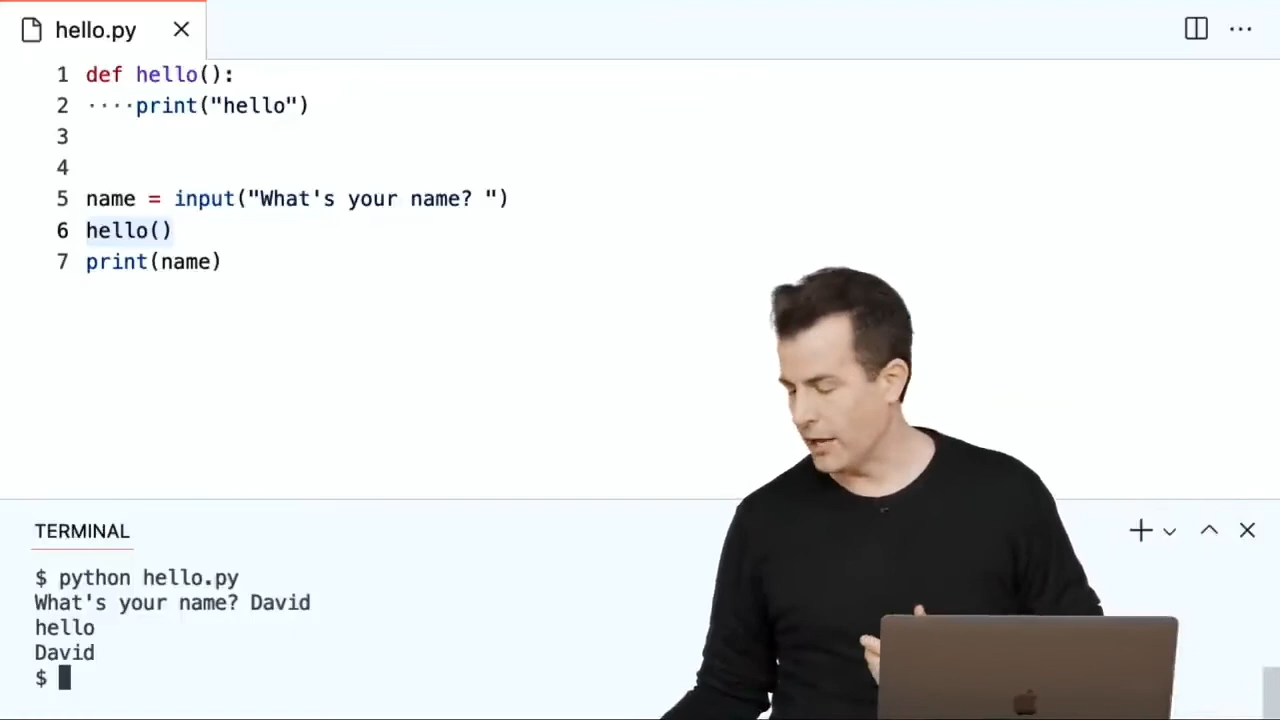 hello.py
1 def hello():
2 ····print("hello")
3
4
5 name = input("What's your name? ")
6 hello()
7 print(name)
TERMINAL
$ python hello.py
What's your name? David
hello
David
$